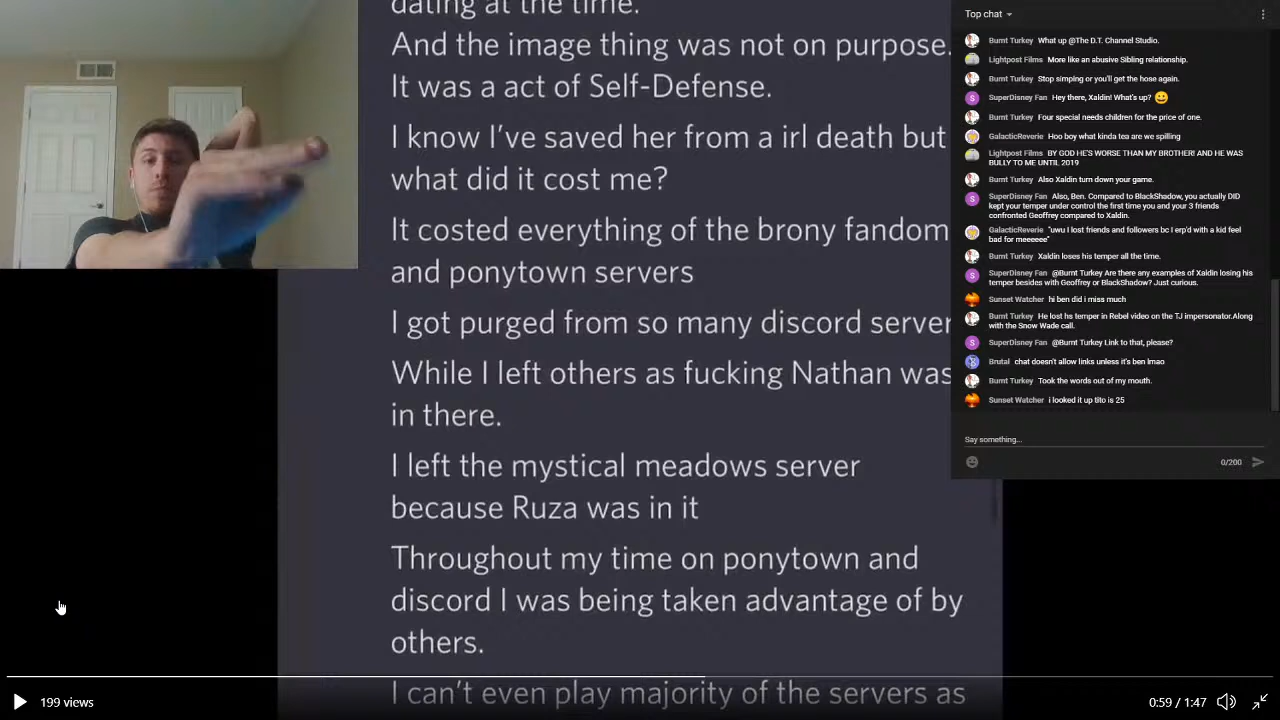 dating at the time.
And the image thing was not on purpose.
It was a act of Self-Defense.
I know I've saved her from a irl death but
what did it cost me?
It costed everything of the brony fandom
and ponytown servers
I got purged from so many discord server
While I left others as fucking Nathan was
in there.
I left the mystical meadows server
because Ruza was in it
Throughout my time on ponytown and
discord I was being taken advantage of by
others.
I can't even play majority of the servers as
Top chat
Burnt Turkey What up @The D.T. Channel Studio.
Lightpost Films More like an abusive Sibling relationship.
Burnt Turkey Stop simping or you'll get the hose again.
S SuperDisney Fan Hey there, Xaldin! What's up? 😀
Burnt Turkey Four special needs children for the price of one.
GalacticReverie Hoo boy what kinda tea are we spilling
Lightpost Films BY GOD HE'S WORSE THAN MY BROTHER! AND HE WAS
BULLY TO ME UNTIL 2019
Burnt Turkey Also Xaldin turn down your game.
S SuperDisney Fan Also, Ben. Compared to BlackShadow, you actually DID
kept your temper under control the first time you and your 3 friends
confronted Geoffrey compared to Xaldin.
GalacticReverie "uwu I lost friends and followers bc I erp'd with a kid feel
bad for meeeeee"
Burnt Turkey Xaldin loses his temper all the time.
S SuperDisney Fan @Burnt Turkey Are there any examples of Xaldin losing his
temper besides with Geoffrey or BlackShadow? Just curious.
Sunset Watcher hi ben did i miss much
Burnt Turkey He lost his temper in Rebel video on the TJ impersonator.Along
with the Snow Wade call.
S SuperDisney Fan @Burnt Turkey Link to that, please?
Brutal chat doesn't allow links unless it's ben lmao
Burnt Turkey Took the words out of my mouth.
Sunset Watcher i looked it up tito is 25
Say something...
0/200
199 views
0:59 / 1:47